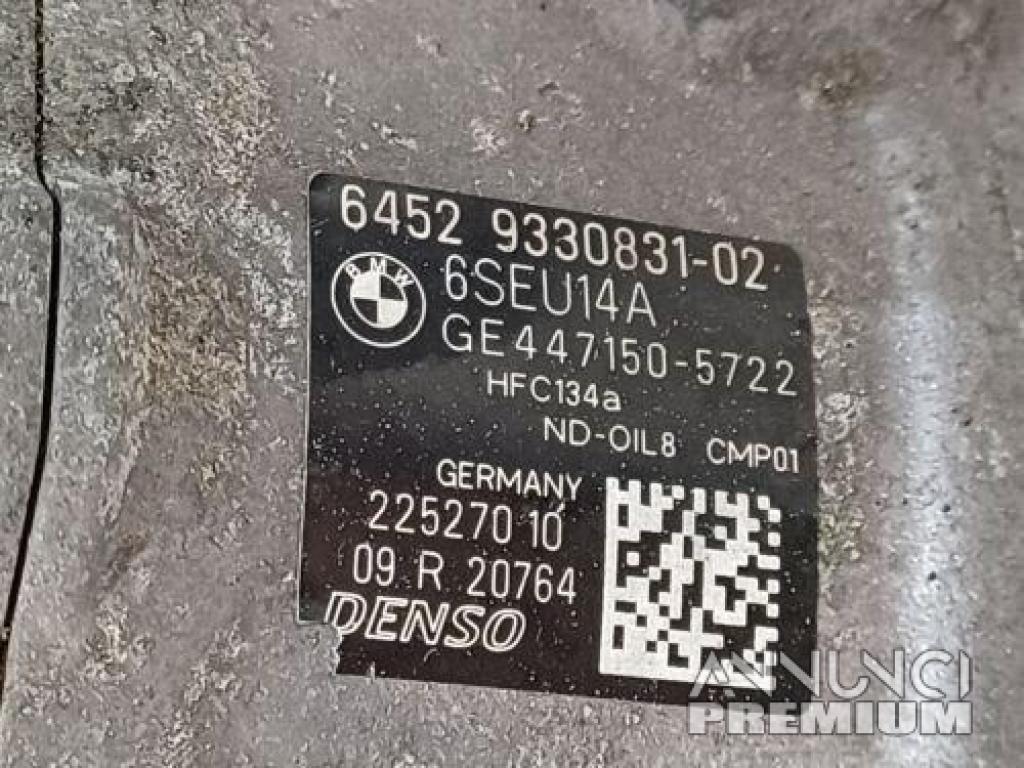 6452 9330831-02
BMW
6SEU14A
GE447150-5722
HFC134a
ND-OIL8 CMP01
GERMANY
22527010
09 R 20764
DENSO
ANNUNCI
PREMIUM